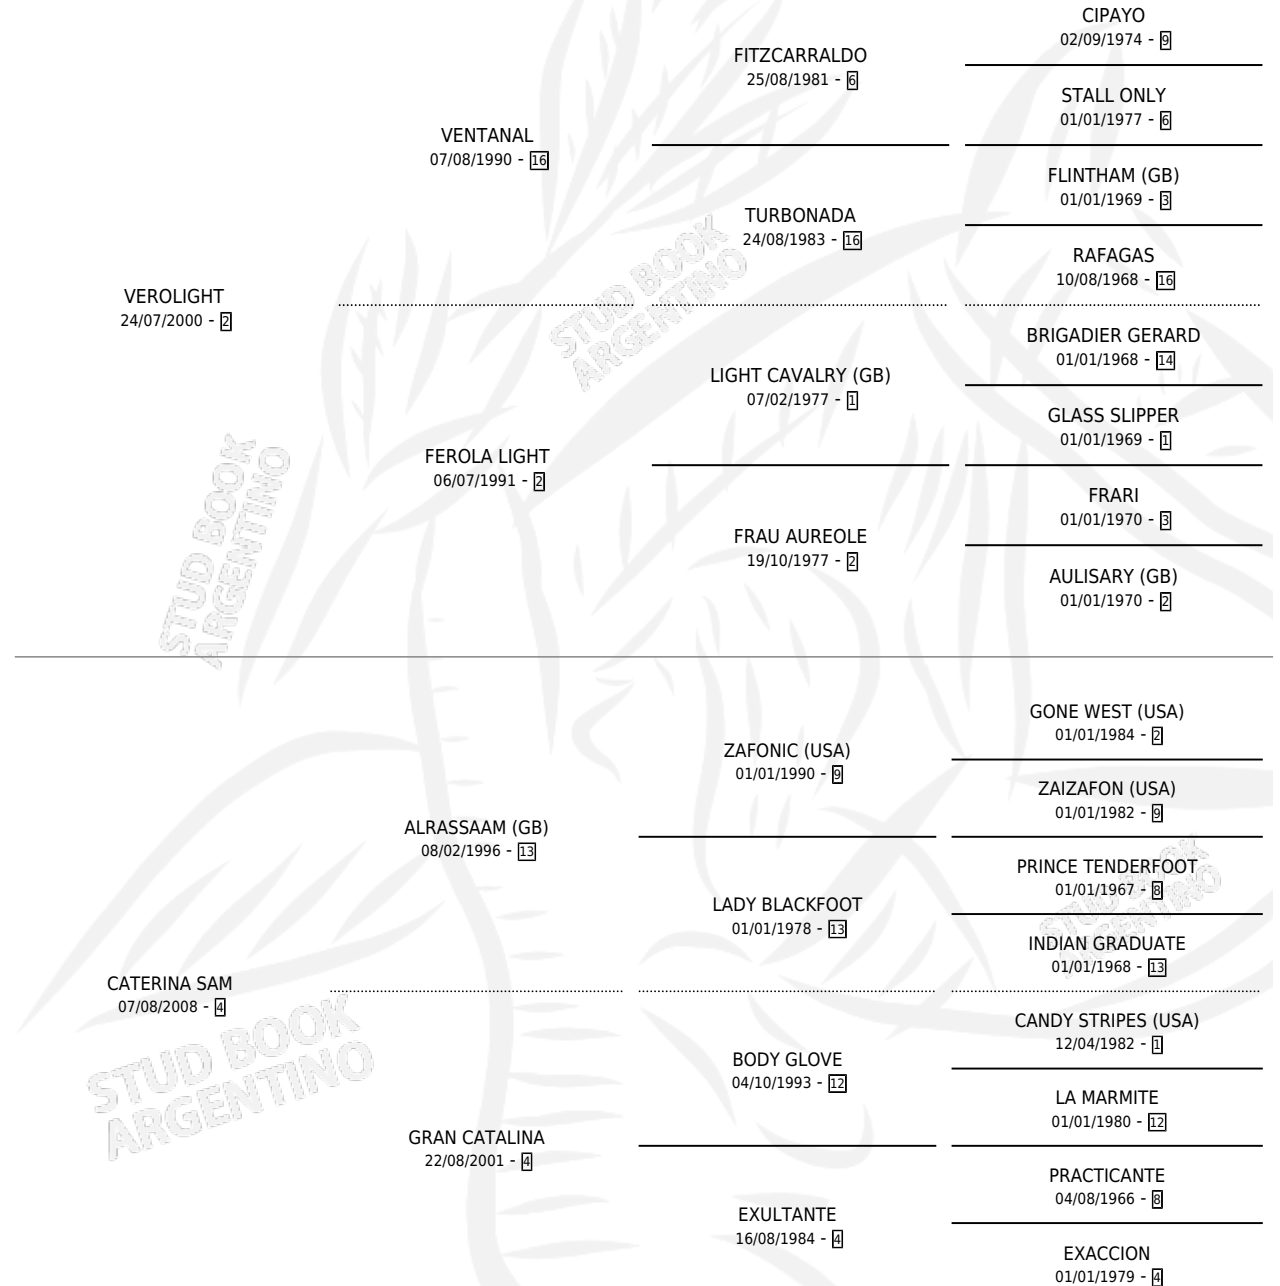 CIPAYO
02/09/1974 - 9
FITZCARRALDO
25/08/1981 - 6
STALL ONLY
01/01/1977 - 6
VENTANAL
07/08/1990 - 16
FLINTHAM (GB)
01/01/1969 - 3
TURBONADA
24/08/1983 - 16
RAFAGAS
10/08/1968 - 16
VEROLIGHT
24/07/2000 - 2
STUD BOOK
ARGENTINO
BRIGADIER GERARD
01/01/1968 - 14
LIGHT CAVALRY (GB)
07/02/1977 - 1
GLASS SLIPPER
01/01/1969 - 1
FEROLA LIGHT
06/07/1991 - 2
FRARI
01/01/1970 - 3
FRAU AUREOLE
19/10/1977 - 2
AULISARY (GB)
01/01/1970 - 2
STUD BOOK
ARGENTINO
GONE WEST (USA)
01/01/1984 - 2
ZAFONIC (USA)
01/01/1990 - 9
ZAIZAFON (USA)
01/01/1982 - 9
ALRASSAAM (GB)
08/02/1996 - 13
PRINCE TENDERFOOT
01/01/1967 - 8
LADY BLACKFOOT
01/01/1978 - 13
STUD BOOK
ARGENTINO
INDIAN GRADUATE
01/01/1968 - 13
CATERINA SAM
07/08/2008 - 4
CANDY STRIPES (USA)
12/04/1982 - 1
BODY GLOVE
04/10/1993 - 12
STUD BOOK
ARGENTINO
LA MARMITE
01/01/1980 - 12
GRAN CATALINA
22/08/2001 - 4
PRACTICANTE
04/08/1966 - 8
EXULTANTE
16/08/1984 - 4
EXACCION
01/01/1979 - 4